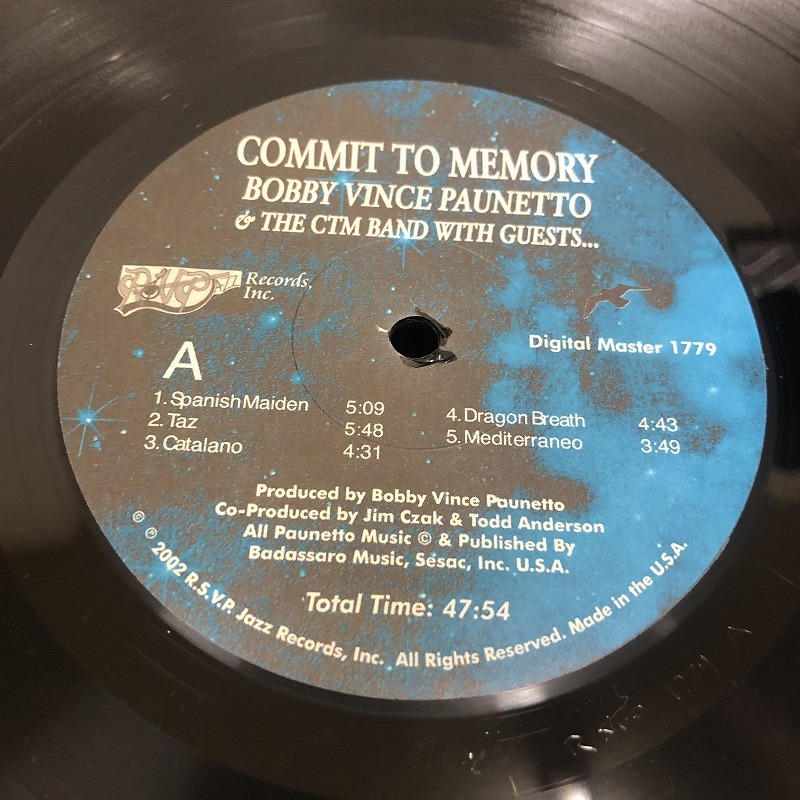 COMMIT TO MEMORY
BOBBY VINCE PAUNETTO
& THE CTM BAND WITH GUESTS...
RSVP Jazz Records,
Inc.
Digital Master 1779
A
1. Spanish Maiden 5:09
2. Taz 5:48
3. Catalano 4:31
4. Dragon Breath 4:43
5. Mediterraneo 3:49
Produced by Bobby Vince Paunetto
Co-Produced by Jim Czak & Todd Anderson
All Paunetto Music © & Published By
Badassaro Music, Sesac, Inc. U.S.A.
Total Time: 47:54
© ℗ 2002 R.S.V.P. Jazz Records, Inc. All Rights Reserved. Made in the U.S.A.